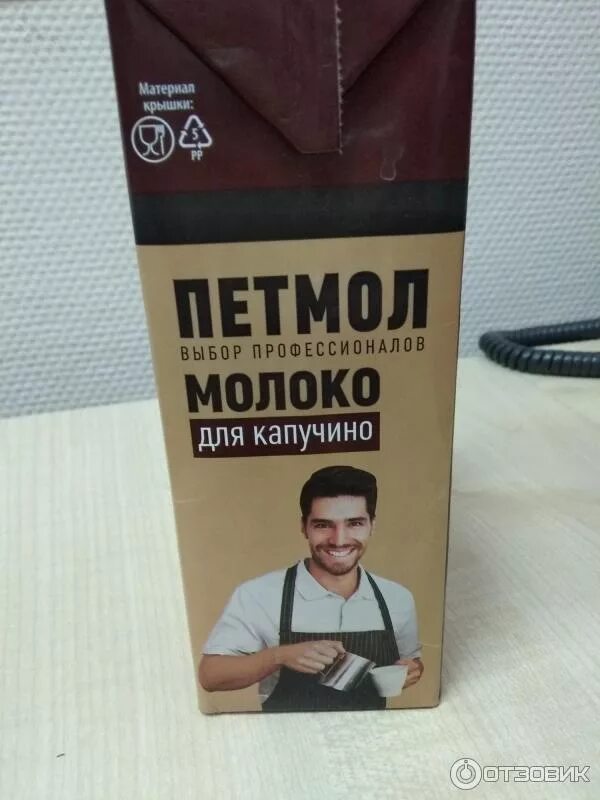 Материал
крышки:
5
PP
ПЕТМОЛ
ВЫБОР ПРОФЕССИОНАЛОВ
МОЛОКО
для капучино
ОТЗОВИК